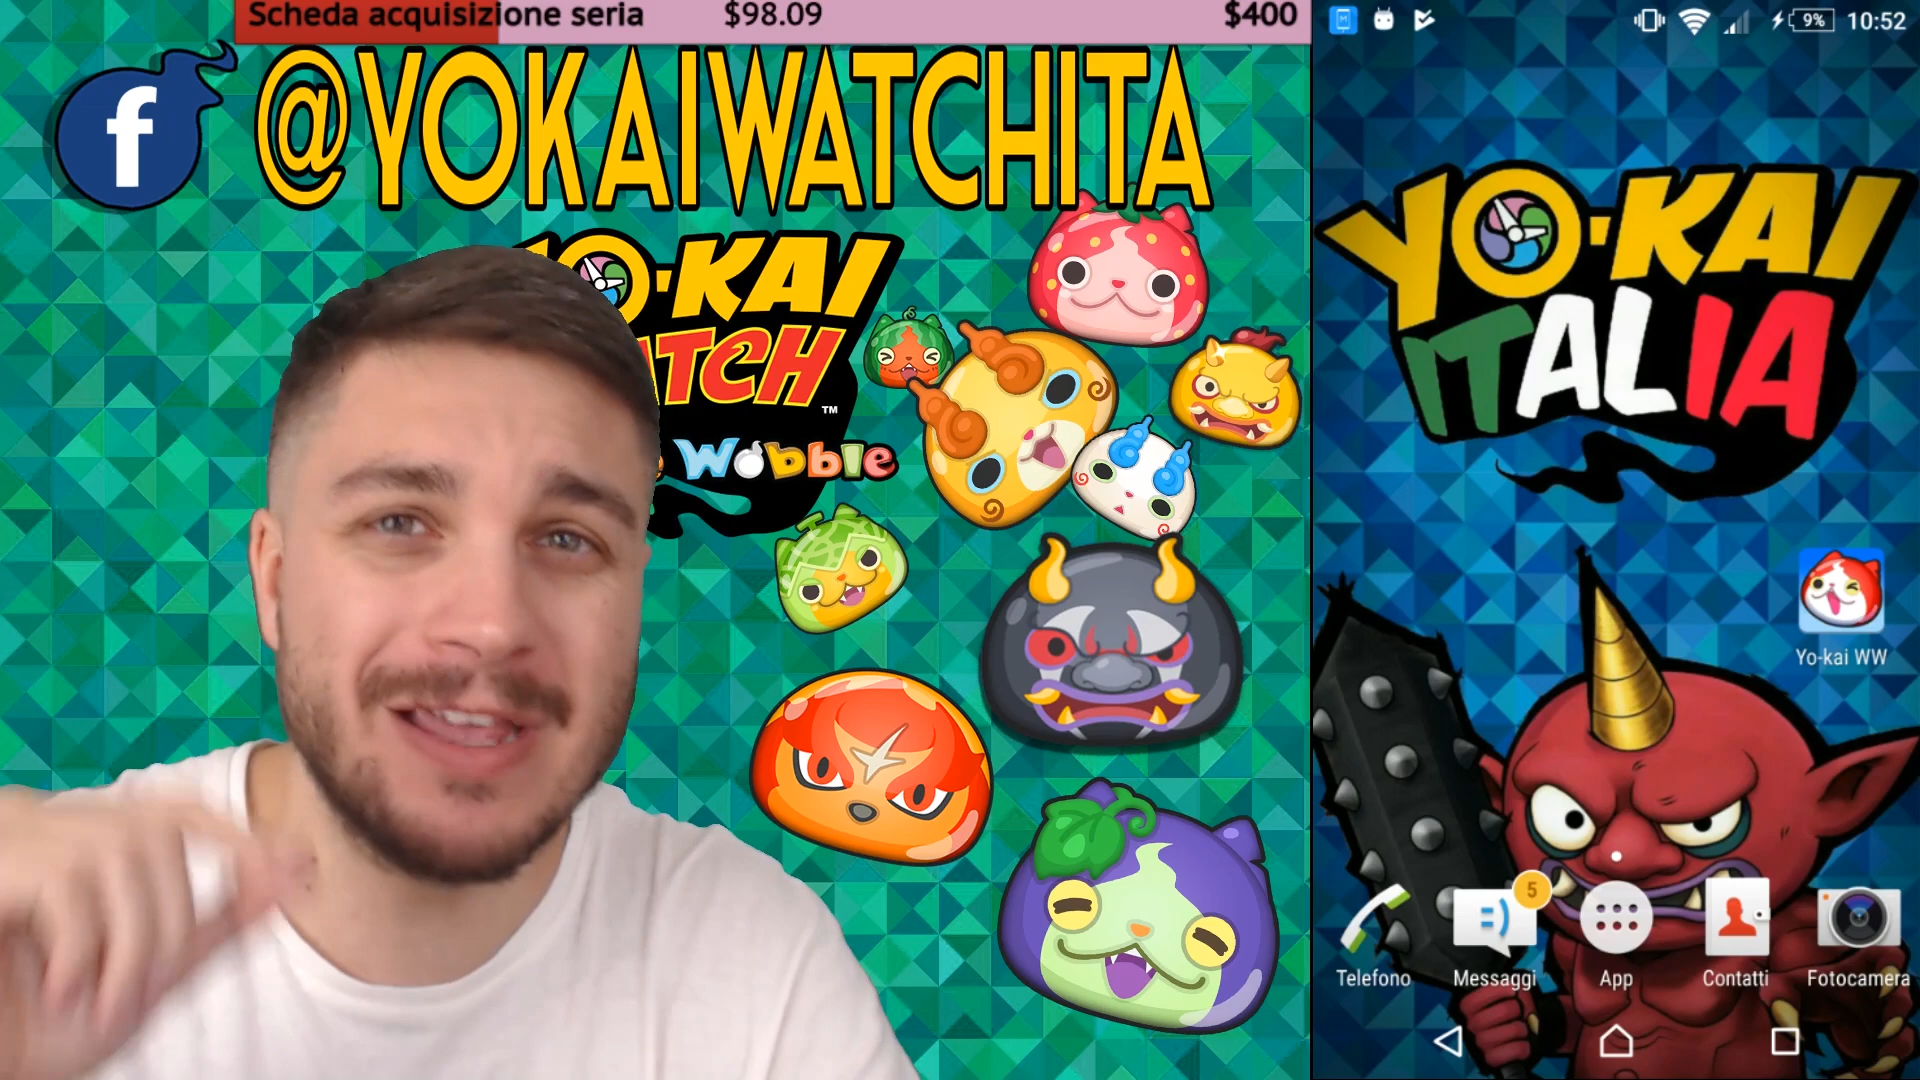 Scheda acquisizione seria $98.09 $400
f @YOKAIWATCHITA
YO-KAI
WATCH
TM
Wobble
9% 10:52
YO-KAI
ITALIA
Yo-kai WW
5
Telefono Messaggi App Contatti Fotocamera